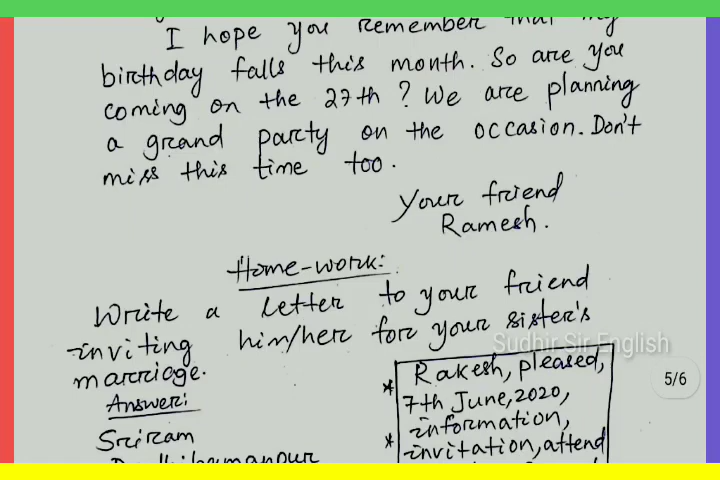 I hope you remember that my
birthday falls this month. So are you
coming on the 27th? We are planning
a grand party on the occasion. Don't
miss this time too.
Your friend
Ramesh.
Home-work:
Write a letter to your friend
inviting him/her for your sister's
marriage.
Sudhir Sir English
* Rakesh, pleased,
7th June, 2020,
information,
* invitation, attend
5/6
Answer:
Sriram